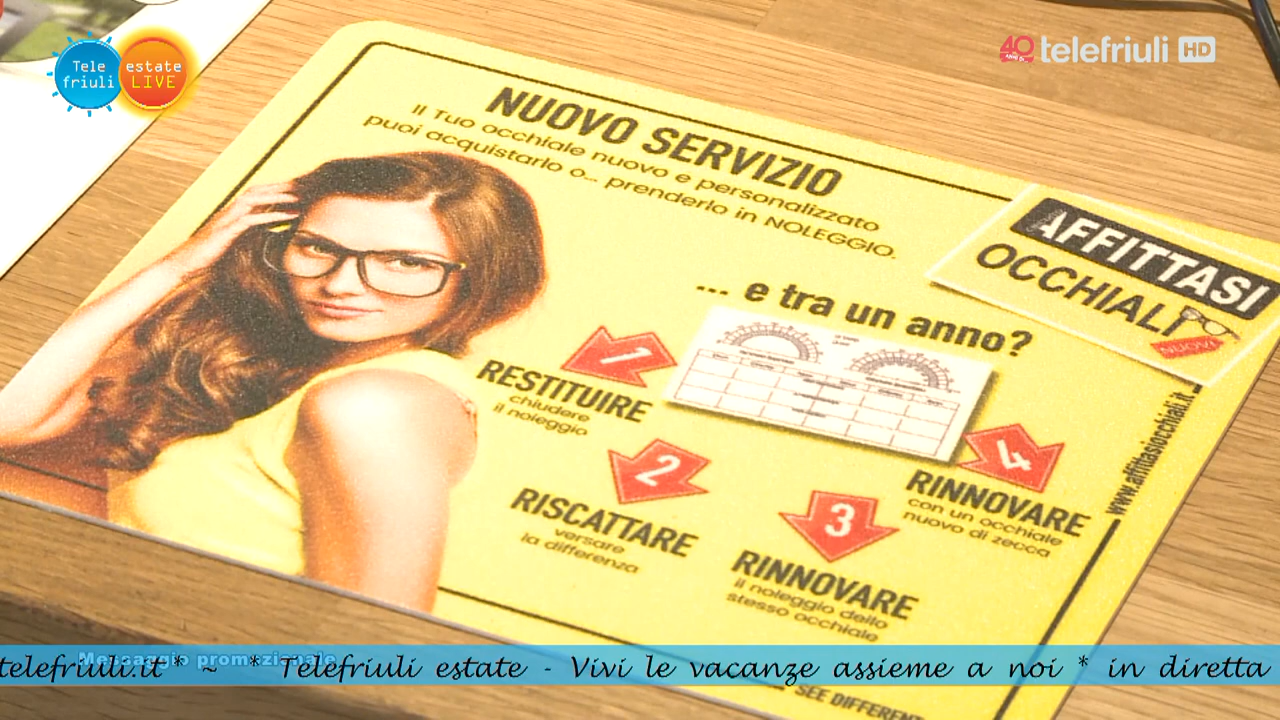 Tele
friuli
estate
LIVE
40
telefriuli HD
NUOVO SERVIZIO
Il Tuo occhiale nuovo e personalizzato
puoi acquistarlo o... prenderlo in NOLEGGIO.
AFFITTASI
OCCHIALI
NUOVA
... e tra un anno?
1
RESTITUIRE
chiudere
il noleggio
2
RISCATTARE
versare
la differenza
3
RINNOVARE
il noleggio dello
stesso occhiale
4
RINNOVARE
con un occhiale
nuovo di zecca
www.affittasiocchiali.it
Messaggio promozionale
telefriuli.it * ~ * Telefriuli estate - Vivi le vacanze assieme a noi * in diretta
SEE DIFFERENT